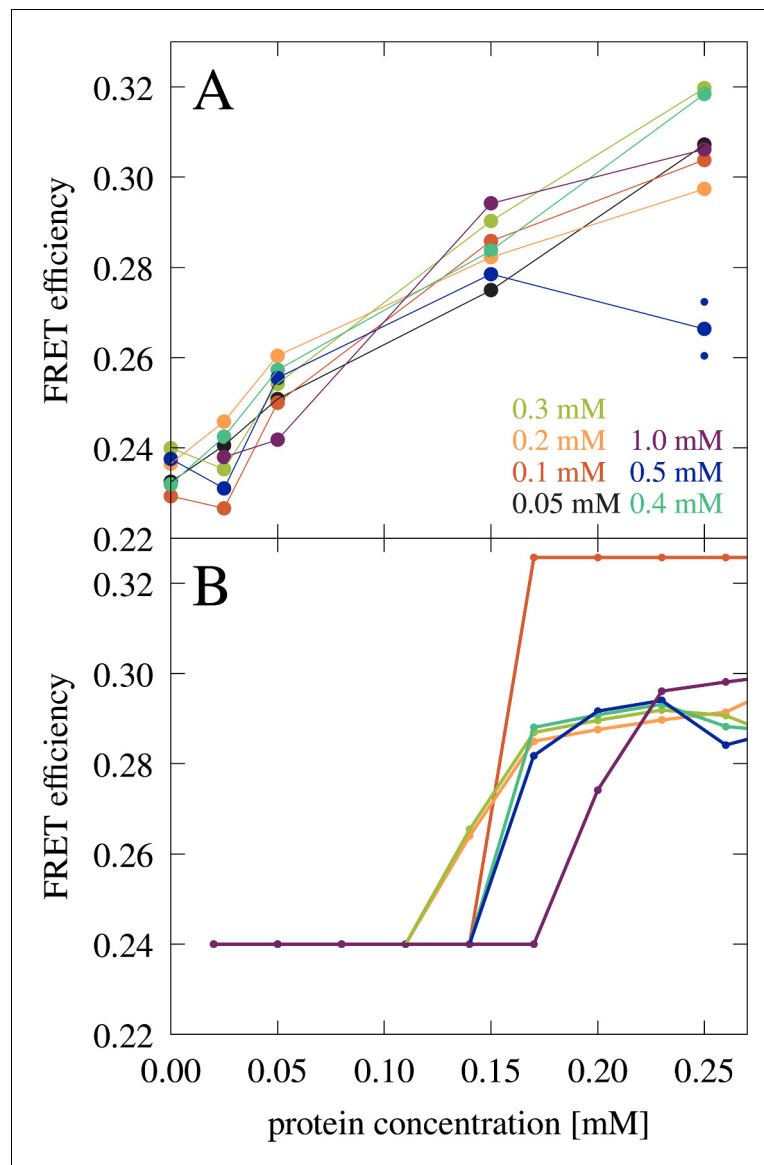 A
0.32
0.30
0.28
0.26
0.24
0.22
FRET efficiency
0.3 mM
0.2 mM 1.0 mM
0.1 mM 0.5 mM
0.05 mM 0.4 mM
B
0.32
0.30
0.28
0.26
0.24
0.22
FRET efficiency
0.00 0.05 0.10 0.15 0.20 0.25
protein concentration [mM]